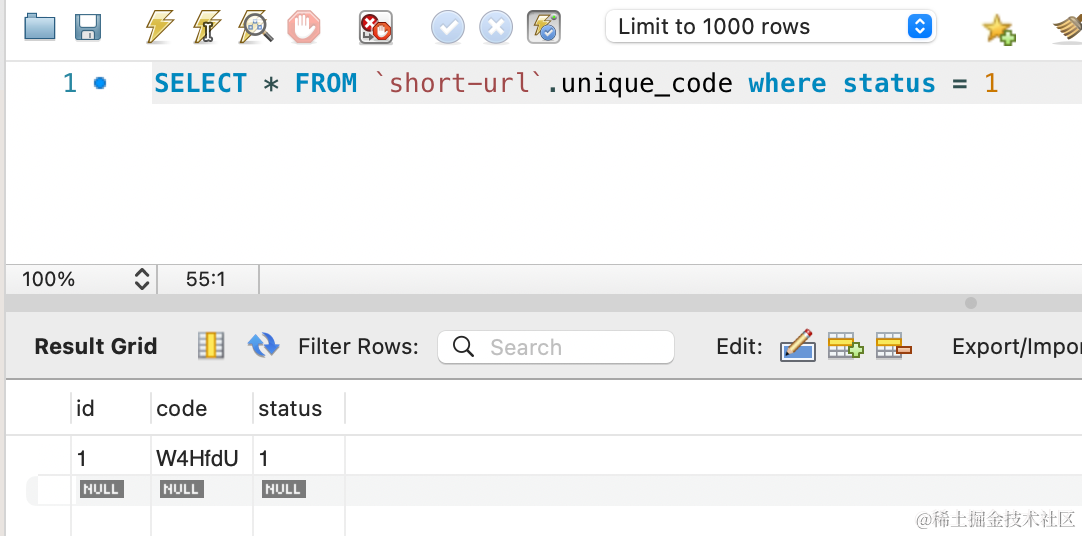 Limit to 1000 rows
1 SELECT * FROM `short-url`.unique_code where status = 1
100% 55:1
Result Grid Filter Rows: Search Edit: Export/Impor
id code status
1 W4HfdU 1
NULL NULL NULL
@稀土掘金技术社区